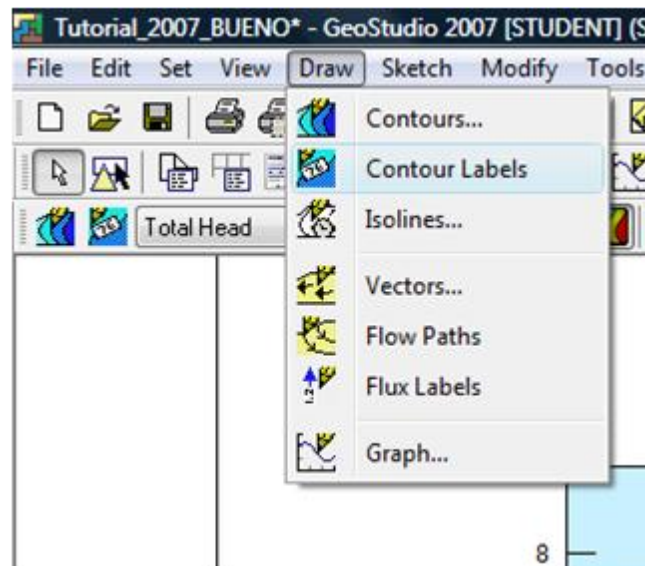 Tutorial_2007_BUENO* - GeoStudio 2007 [STUDENT] (S
File Edit Set View Draw Sketch Modify Tools
Total Head
Contours...
Contour Labels
Isolines...
Vectors...
Flow Paths
Flux Labels
Graph...
8